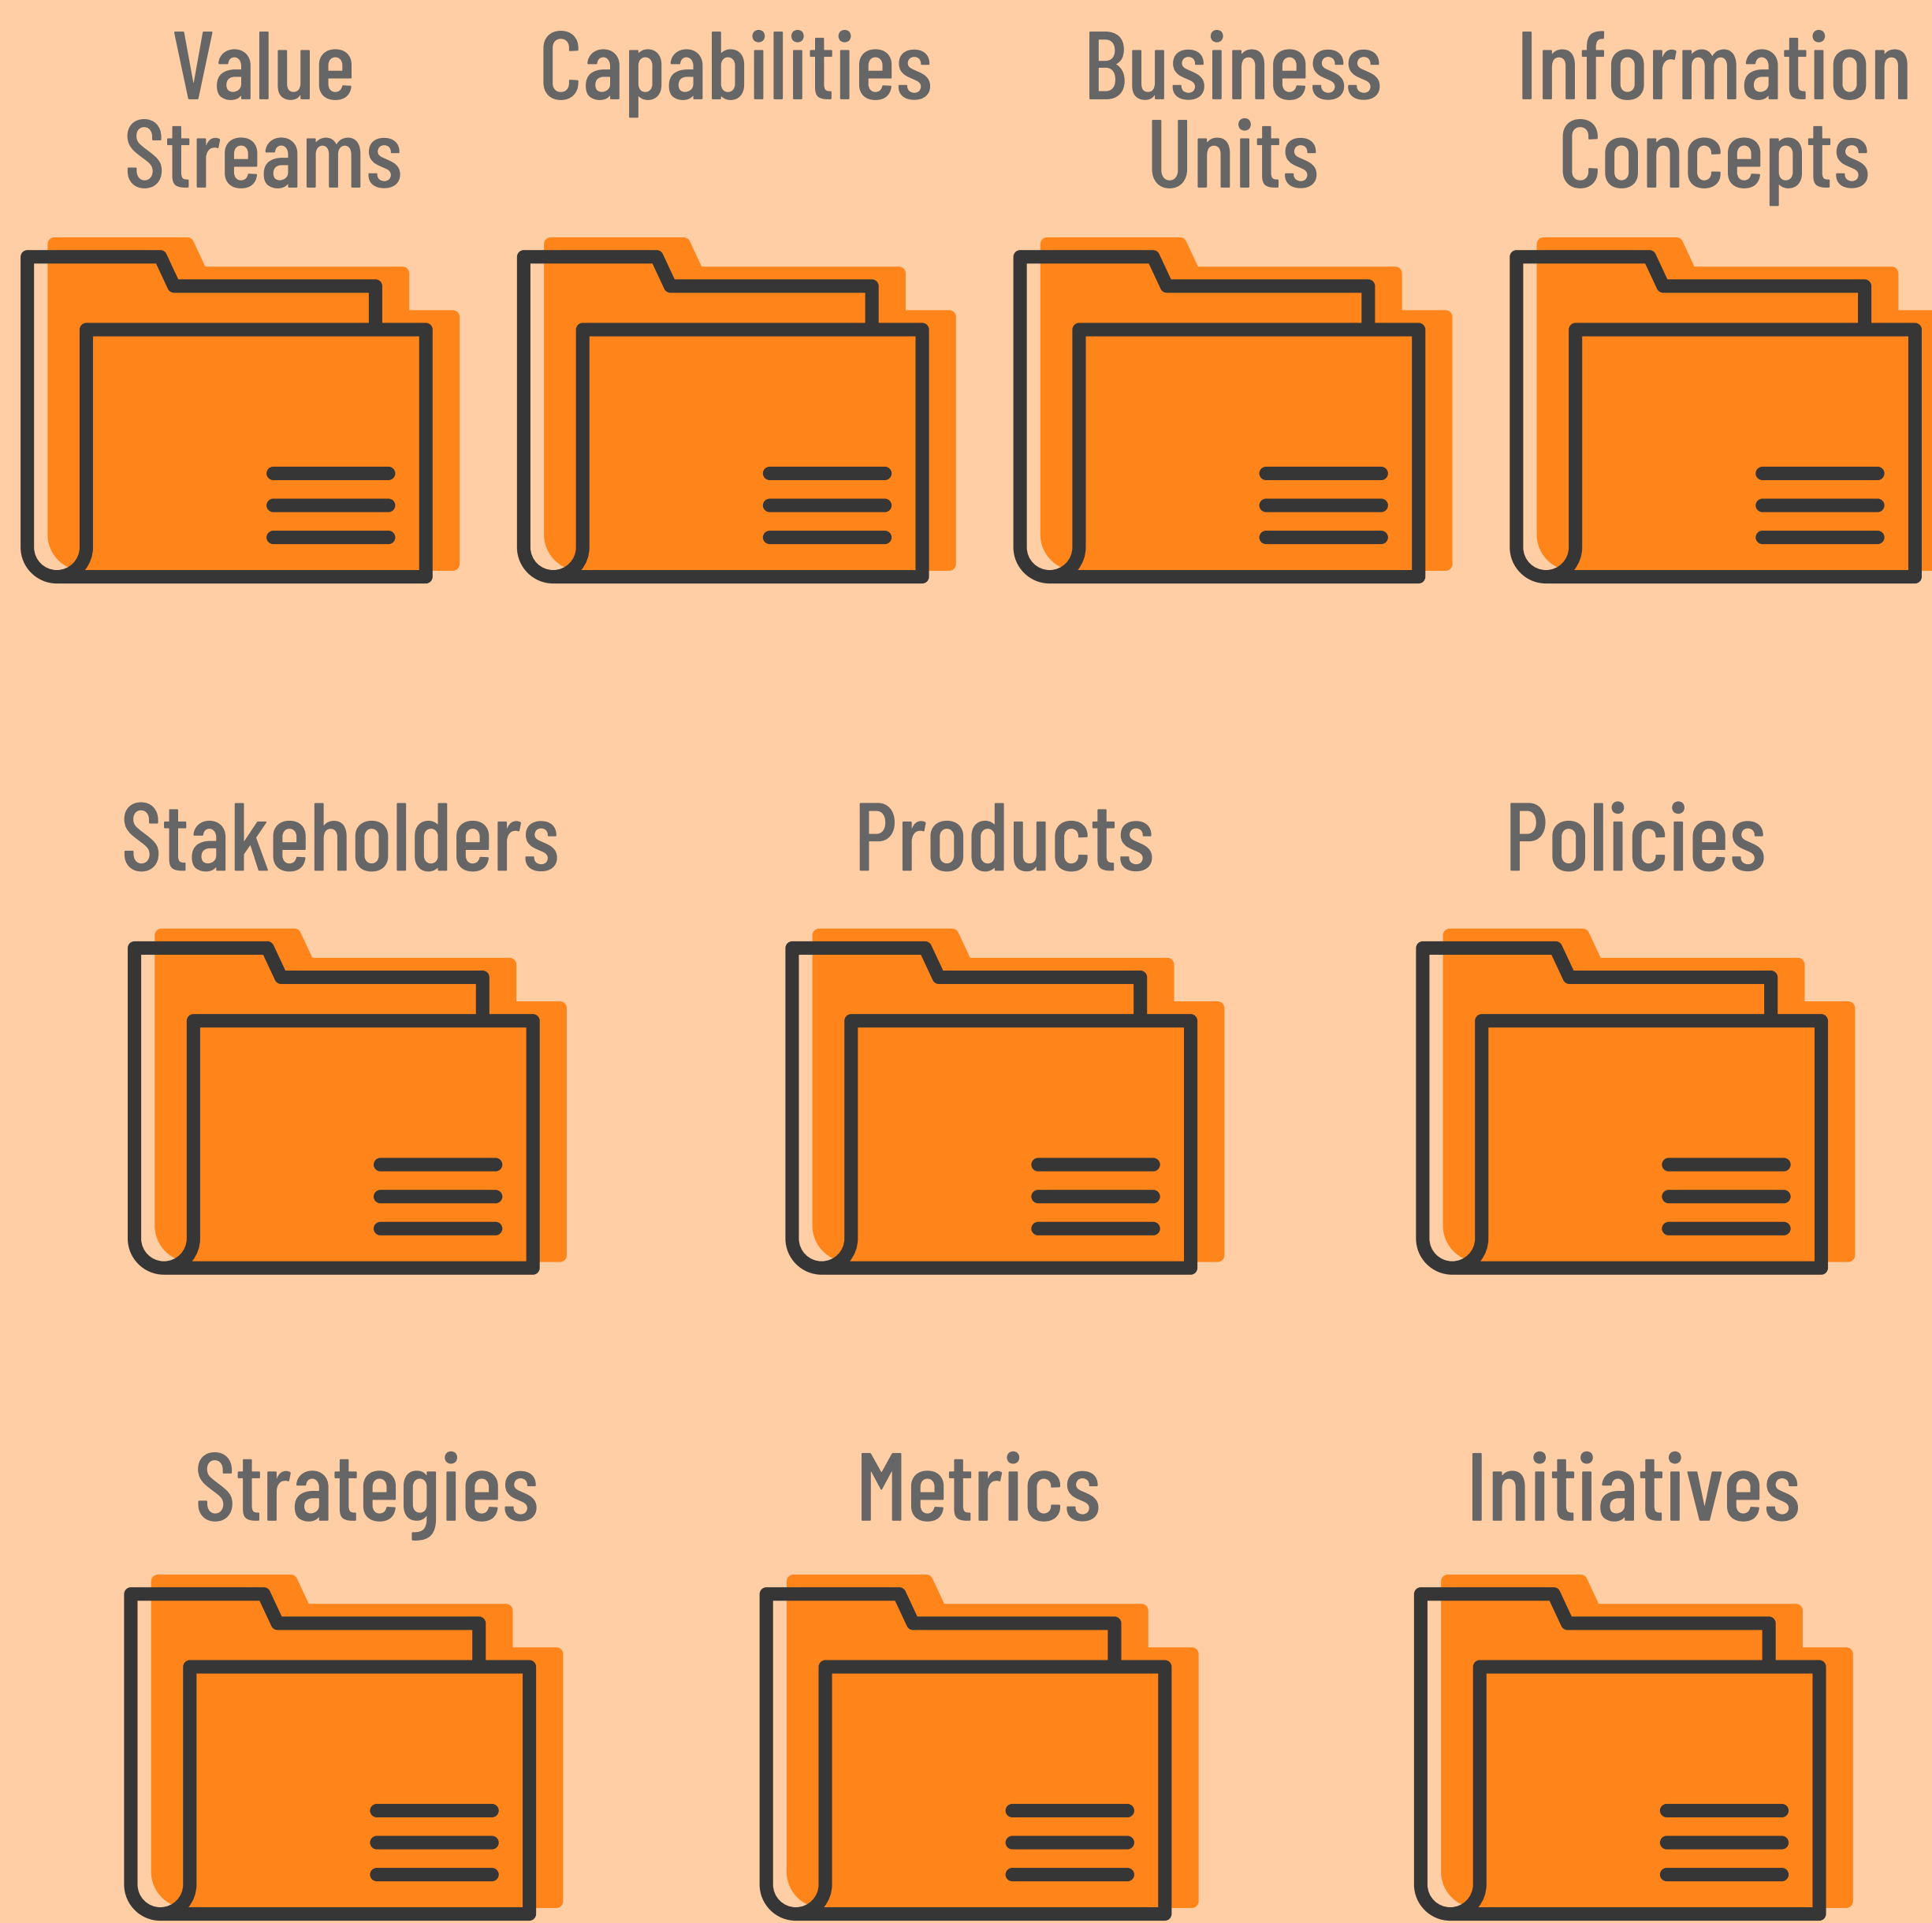 Value
Streams
Capabilities
Business
Units
Information
Concepts
Stakeholders
Products
Policies
Strategies
Metrics
Initiatives